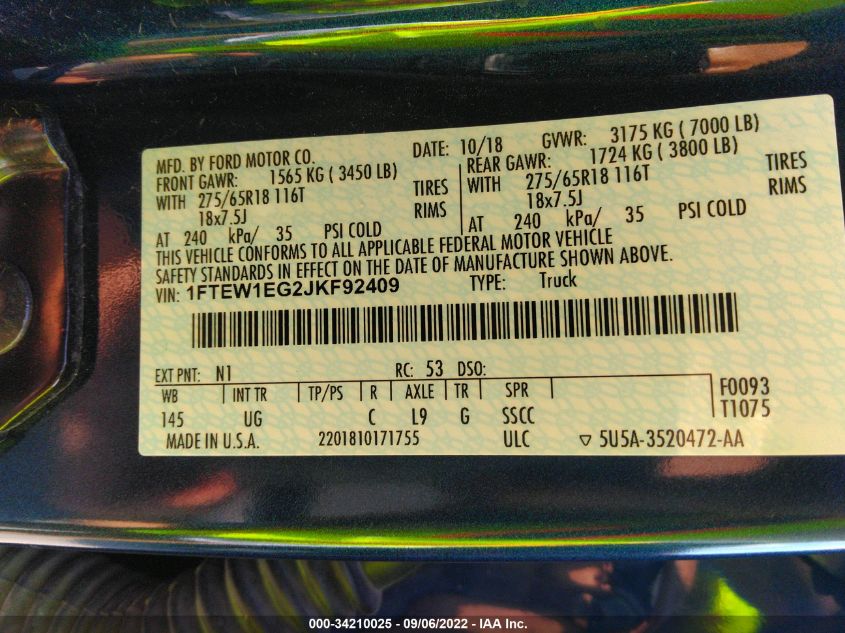 MFD. BY FORD MOTOR CO. DATE: 10/18 GVWR: 3175 KG ( 7000 LB)
FRONT GAWR: 1565 KG ( 3450 LB) REAR GAWR: 1724 KG ( 3800 LB)
WITH 275/65R18 116T TIRES WITH 275/65R18 116T TIRES
18x7.5J RIMS 18x7.5J RIMS
AT 240 kPa/ 35 PSI COLD AT 240 kPa/ 35 PSI COLD
THIS VEHICLE CONFORMS TO ALL APPLICABLE FEDERAL MOTOR VEHICLE
SAFETY STANDARDS IN EFFECT ON THE DATE OF MANUFACTURE SHOWN ABOVE.
VIN: 1FTEW1EG2JKF92409 TYPE: Truck
EXT PNT: N1 RC: 53 DSO:
WB INT TR TP/PS R AXLE TR SPR F0093
145 UG C L9 G SSCC T1075
MADE IN U.S.A. 2201810171755 ULC ▽ 5U5A-3520472-AA
000-34210025 - 09/06/2022 - IAA Inc.